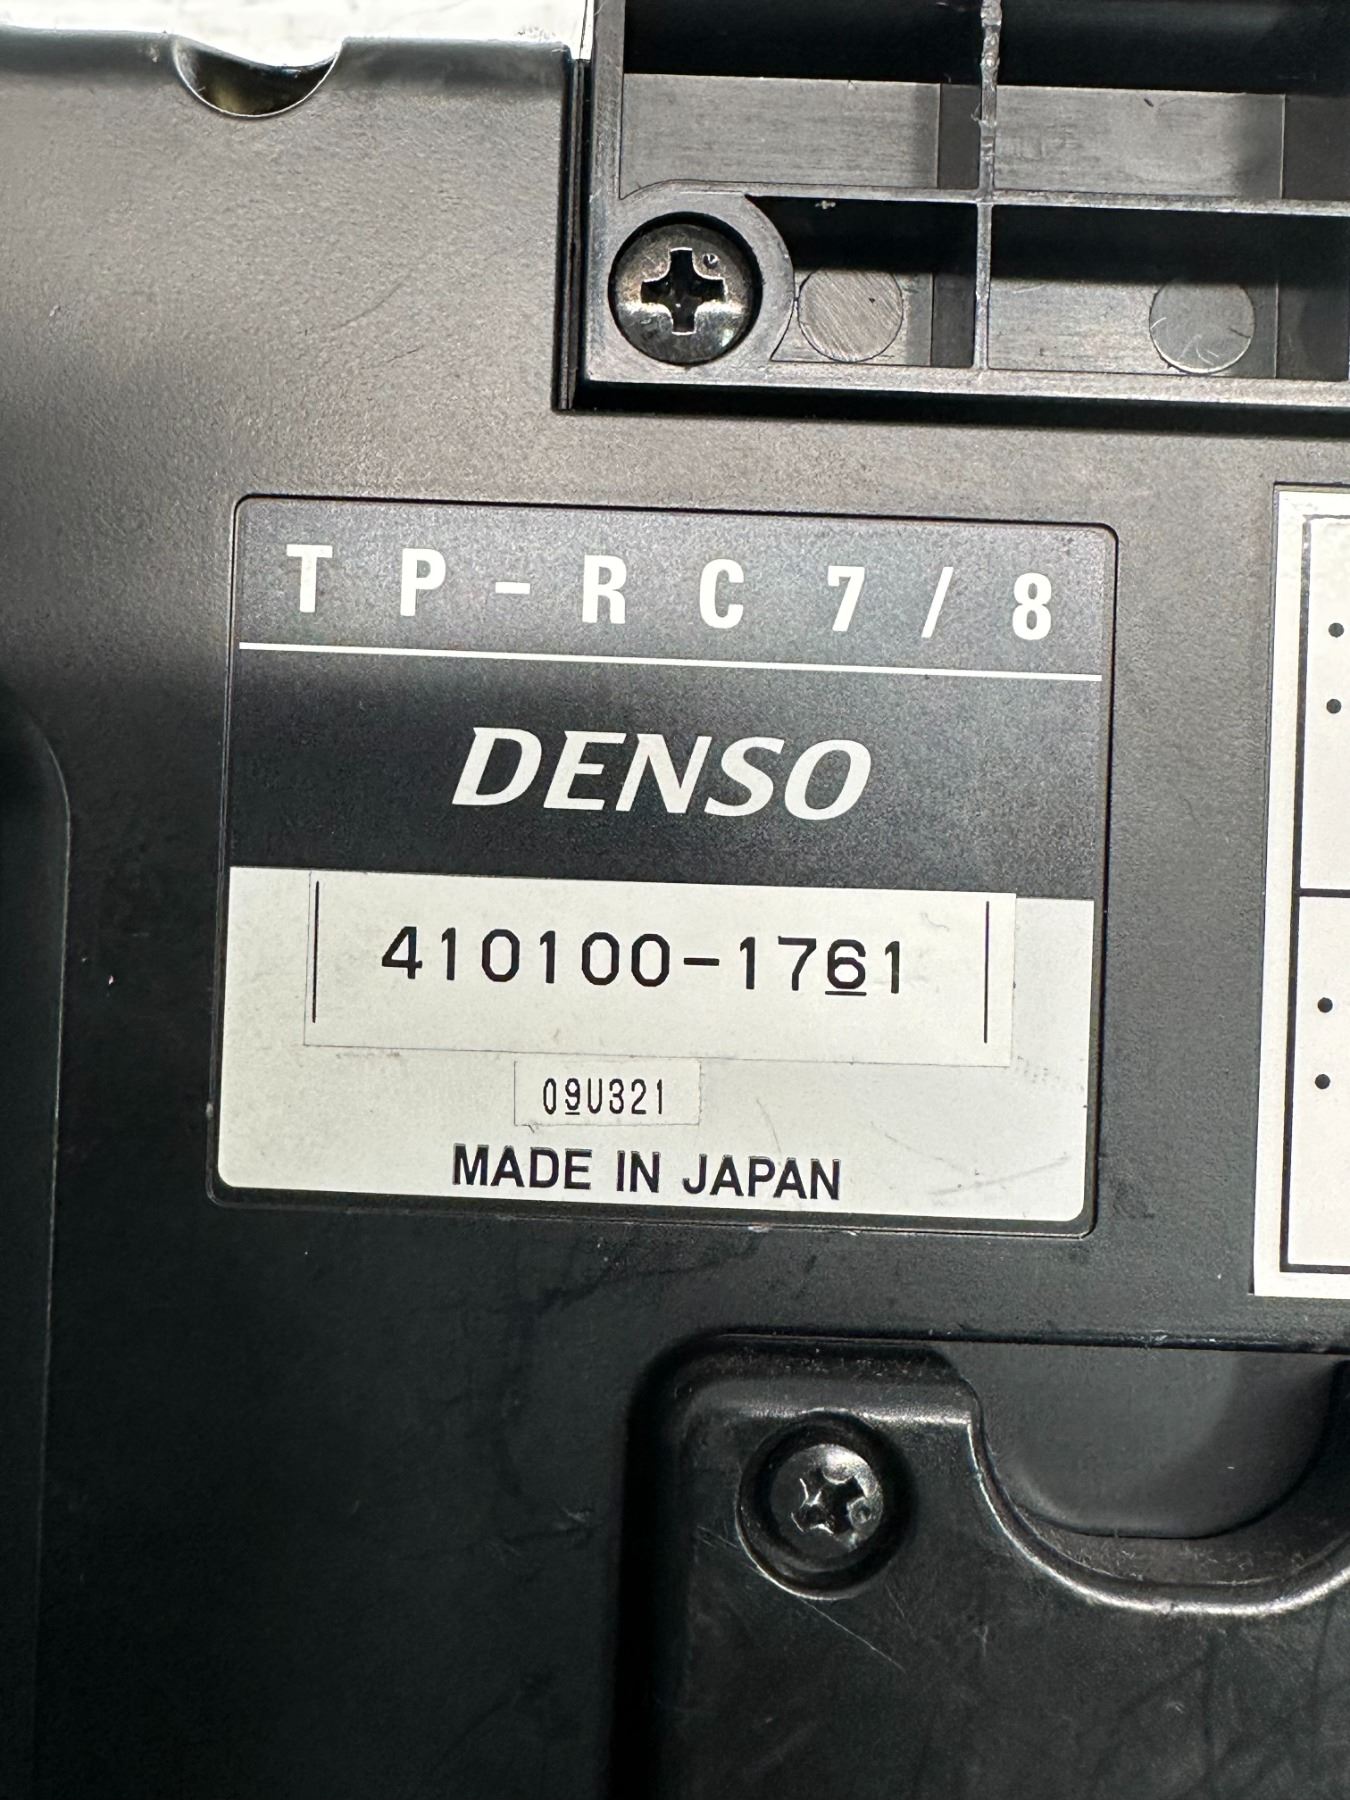 TP-RC7/8
DENSO
410100-1761
09U321
MADE IN JAPAN